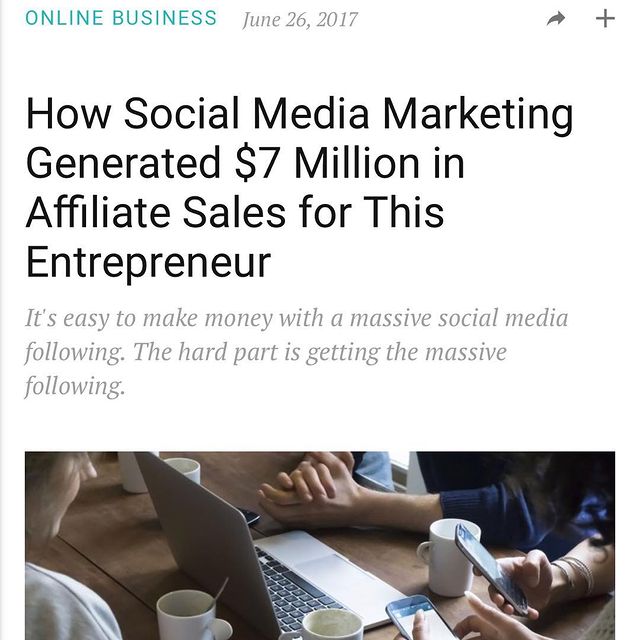 ONLINE BUSINESS June 26, 2017
How Social Media Marketing
Generated $7 Million in
Affiliate Sales for This
Entrepreneur
It's easy to make money with a massive social media
following. The hard part is getting the massive
following.